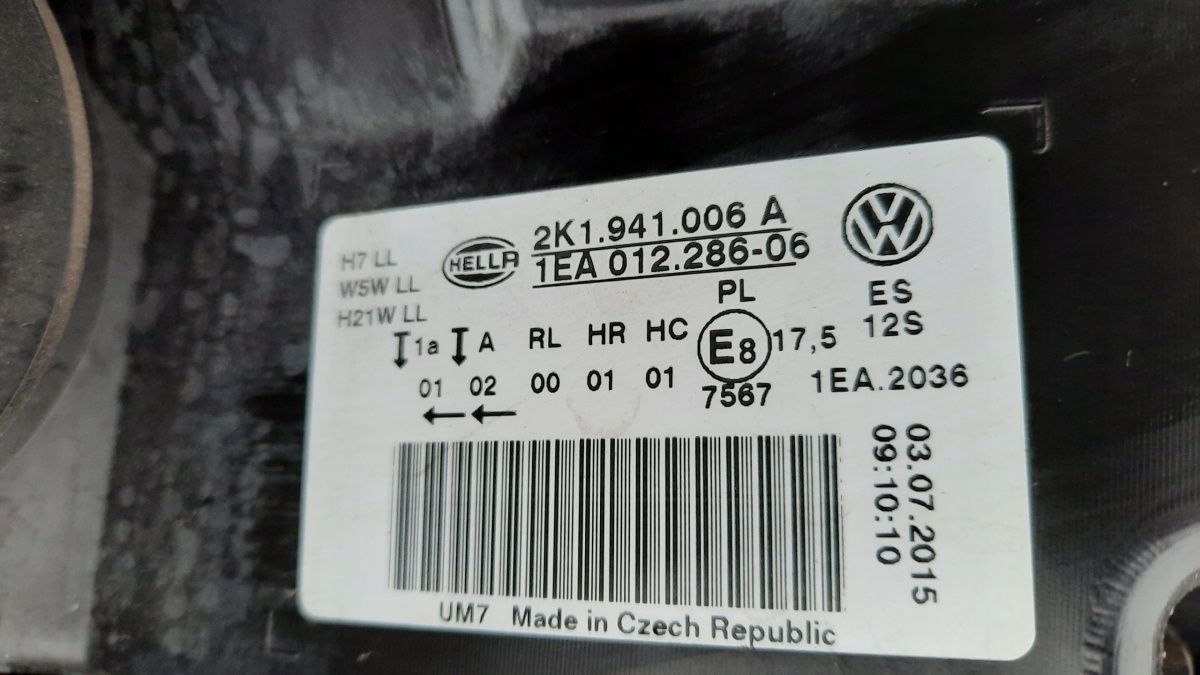 H7 LL
W5W LL
H21W LL
HELLA
2K1.941.006 A
1EA 012.286-06
VW
PL
ES
12S
1a A RL HR HC E8 17,5
01 02 00 01 01 7567 1EA.2036
03.07.2015
09:10:10
UM7 Made in Czech Republic